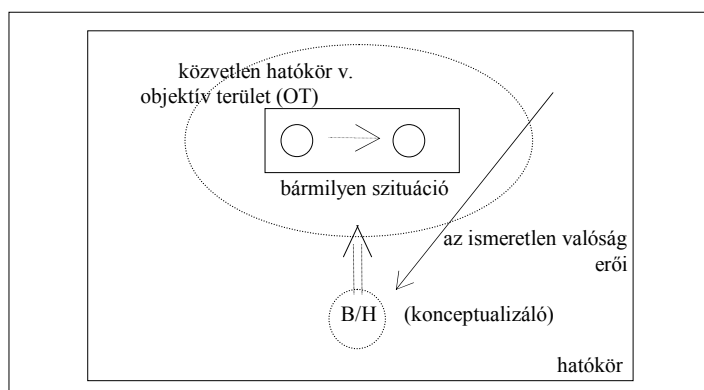 közvetlen hatókör v.
objektív terület (OT)
bármilyen szituáció
az ismeretlen valóság
erői
B/H
(konceptualizáló)
hatókör